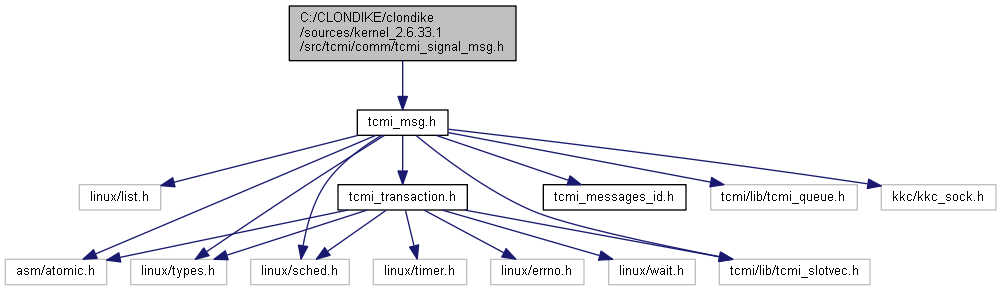 C:/CLONDIKE/clondike
/sources/kernel_2.6.33.1
/src/tcmi/comm/tcmi_signal_msg.h
tcmi_msg.h
linux/list.h
tcmi_transaction.h
tcmi_messages_id.h
tcmi/lib/tcmi_queue.h
kkc/kkc_sock.h
asm/atomic.h
linux/types.h
linux/sched.h
linux/timer.h
linux/errno.h
linux/wait.h
tcmi/lib/tcmi_slotvec.h